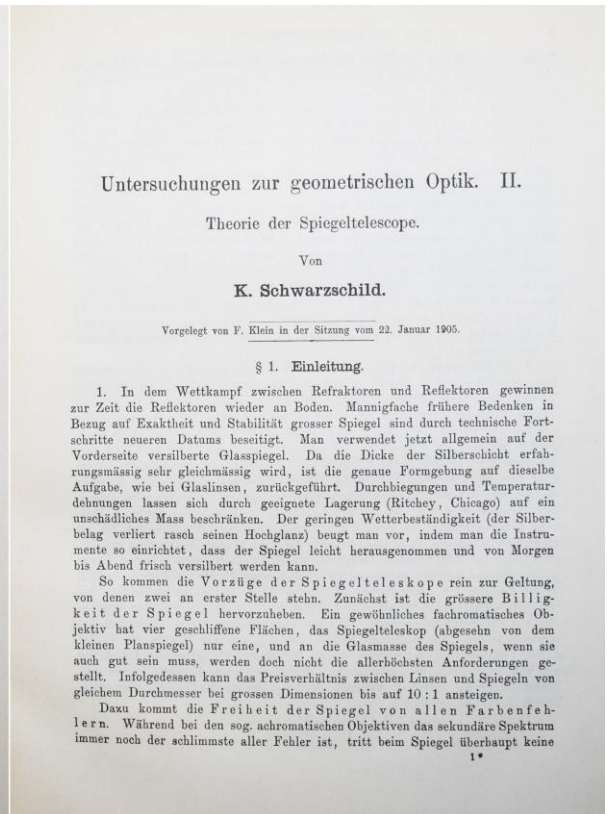 Untersuchungen zur geometrischen Optik. II.
Theorie der Spiegeltelescope.
Von
K. Schwarzschild.
Vorgelegt von F. Klein in der Sitzung vom 22. Januar 1905.
§ 1. Einleitung.
1. In dem Wettkampf zwischen Refraktoren und Reflektoren gewinnen
zur Zeit die Reflektoren wieder an Boden. Mannigfache frühere Bedenken in
Bezug auf Exaktheit und Stabilität grosser Spiegel sind durch technische Fort-
schritte neueren Datums beseitigt. Man verwendet jetzt allgemein auf der
Vorderseite versilberte Glasspiegel. Da die Dicke der Silberschicht erfah-
rungsmässig sehr gleichmässig wird, ist die genaue Formgebung auf dieselbe
Aufgabe, wie bei Glaslinsen, zurückgeführt. Durchbiegungen und Temperatur-
dehnungen lassen sich durch geeignete Lagerung (Ritchey, Chicago) auf ein
unschädliches Mass beschränken. Der geringen Wetterbeständigkeit (der Silber-
belag verliert rasch seinen Hochglanz) beugt man vor, indem man die Instru-
mente so einrichtet, dass der Spiegel leicht herausgenommen und von Morgen
bis Abend frisch versilbert werden kann.
So kommen die Vorzüge der Spiegelteleskope rein zur Geltung,
von denen zwei an erster Stelle stehn. Zunächst ist die grössere Billig-
keit der Spiegel hervorzuheben. Ein gewöhnliches fachromatisches Ob-
jektiv hat vier geschliffene Flächen, das Spiegelteleskop (abgesehn von dem
kleinen Planspiegel) nur eine, und an die Glasmasse des Spiegels, wenn sie
auch gut sein muss, werden doch nicht die allerhöchsten Anforderungen ge-
stellt. Infolgedessen kann das Preisverhältnis zwischen Linsen und Spiegeln von
gleichem Durchmesser bei grossen Dimensionen bis auf 10 : 1 ansteigen.
Dazu kommt die Freiheit der Spiegel von allen Farbenfeh-
lern. Während bei den sog. achromatischen Objektiven das sekundäre Spektrum
immer noch der schlimmste aller Fehler ist, tritt beim Spiegel überhaupt keine
1*